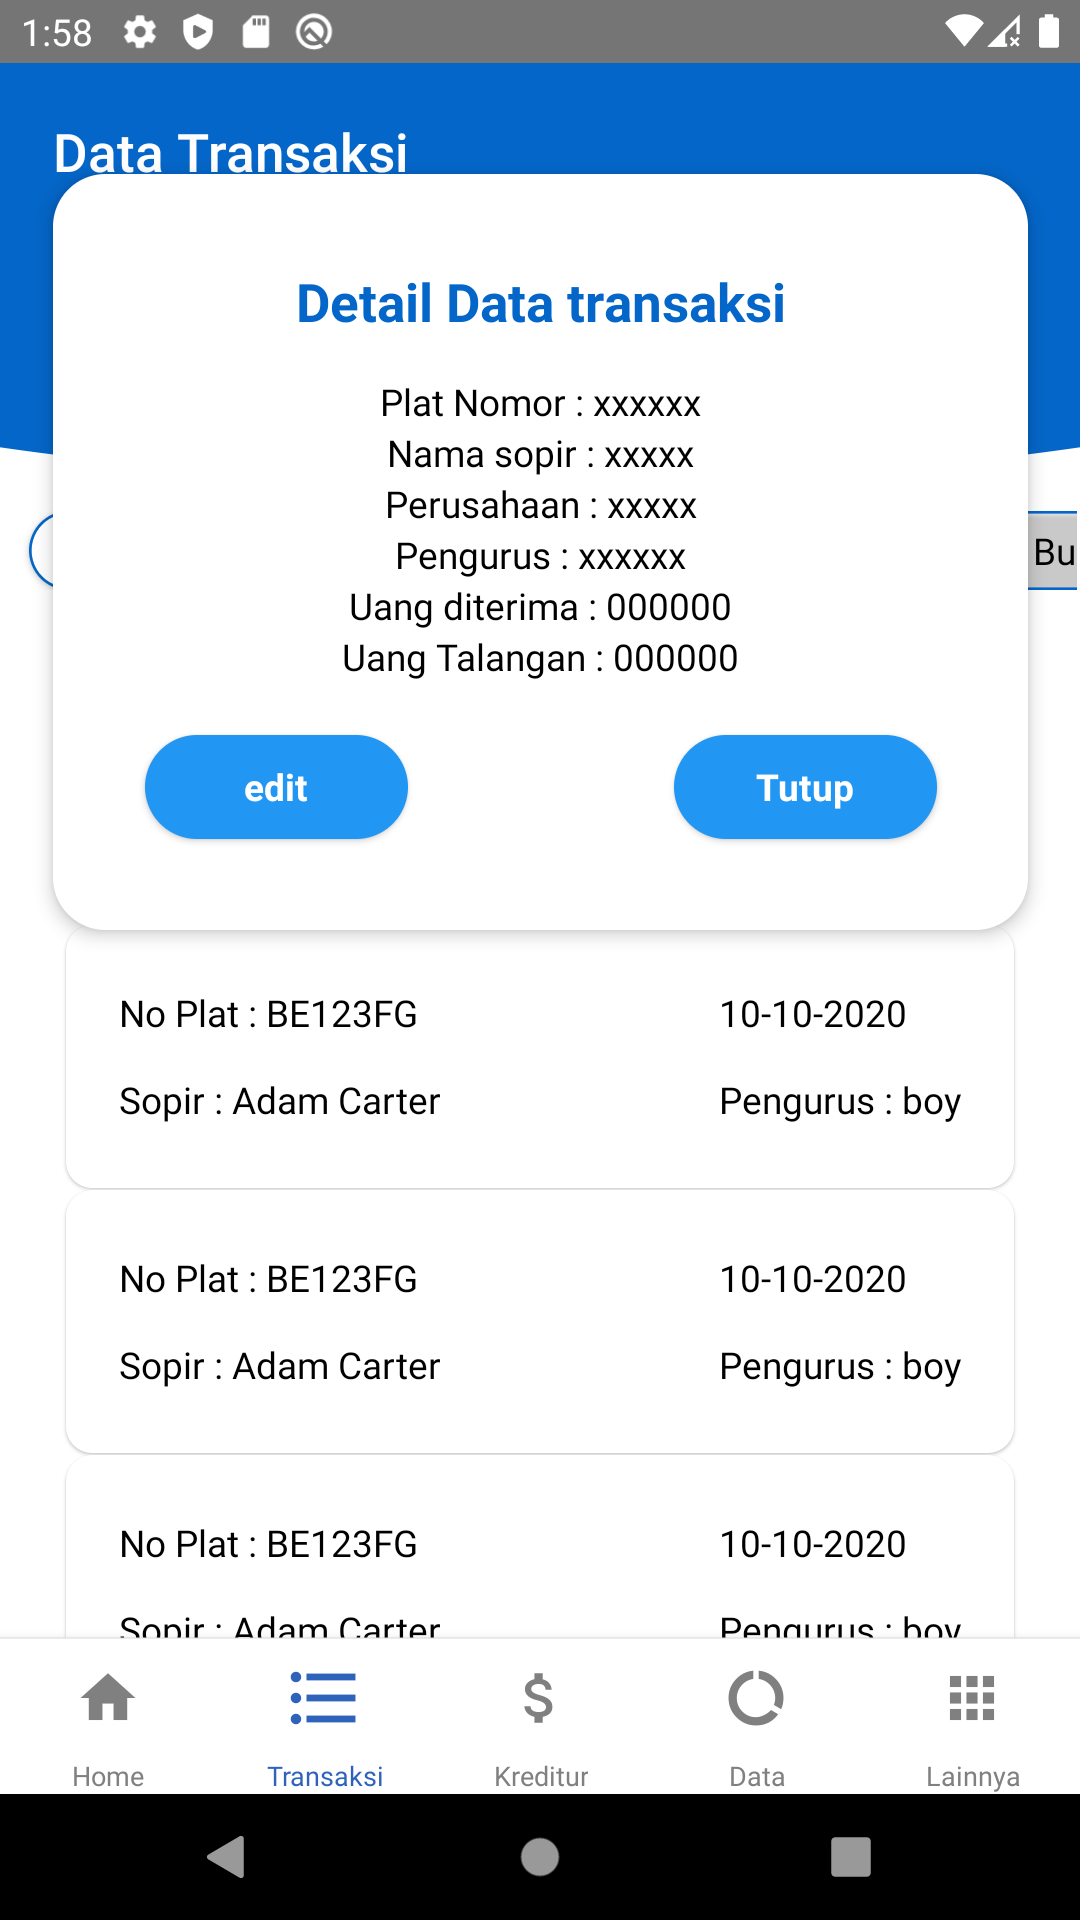 1:58
Data Transaksi
Detail Data transaksi
Plat Nomor : xxxxxx
Nama sopir : xxxxx
Perusahaan : xxxxx
Pengurus : xxxxxx
Uang diterima : 000000
Uang Talangan : 000000
Bu
edit Tutup
No Plat : BE123FG 10-10-2020
Sopir : Adam Carter Pengurus : boy
No Plat : BE123FG 10-10-2020
Sopir : Adam Carter Pengurus : boy
No Plat : BE123FG 10-10-2020
Sopir : Adam Carter Pengurus : boy
Home Transaksi Kreditur Data Lainnya